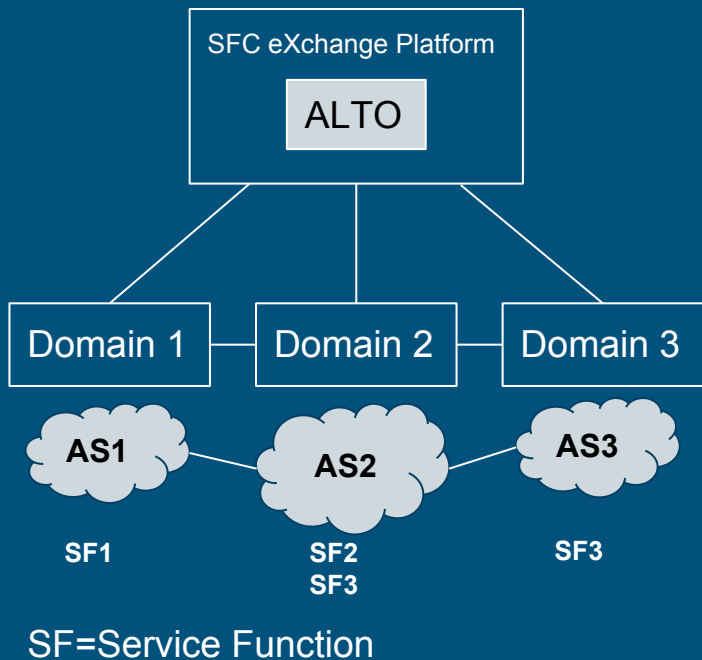 SFC eXchange Platform
ALTO
Domain 1
Domain 2
Domain 3
AS1
AS2
AS3
SF1
SF2
SF3
SF3
SF=Service Function